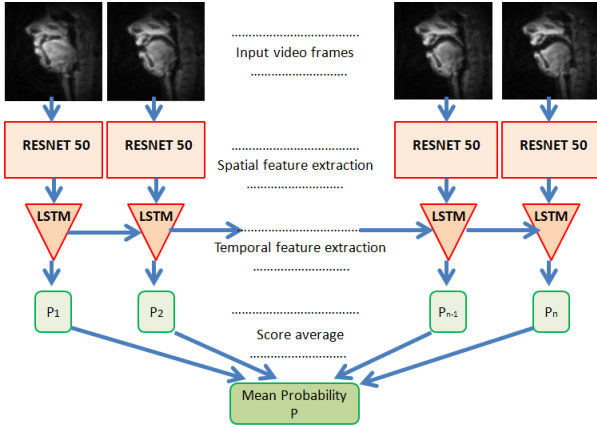 Input video frames
RESNET 50 RESNET 50 RESNET 50 RESNET 50
Spatial feature extraction
LSTM LSTM LSTM LSTM
Temporal feature extraction
P1 P2 Pn-1 Pn
Score average
Mean Probability
P